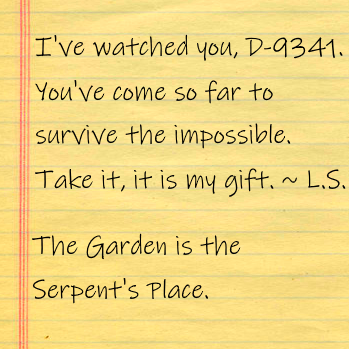 I've watched you, D-9341.
You've come so far to
survive the impossible.
Take it, it is my gift. ~ L.S.
The Garden is the
Serpent's Place.